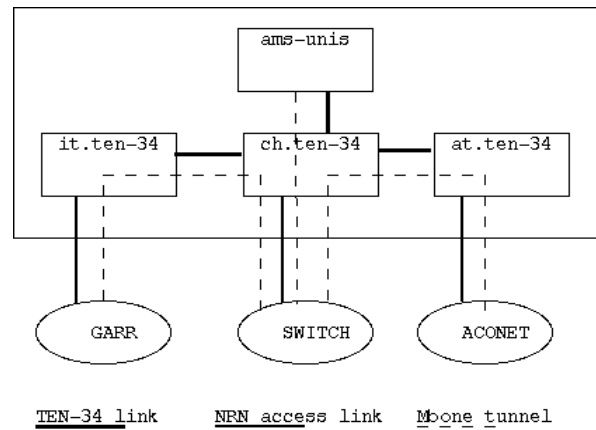 ams-unis
it.ten-34 ch.ten-34 at.ten-34
GARR SWITCH ACONET
TEN-34 link NRN access link Mbone tunnel